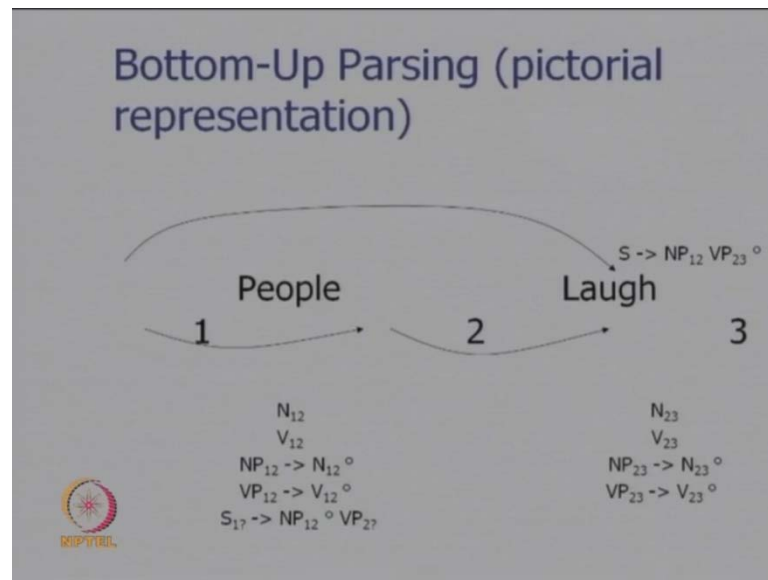 Bottom-Up Parsing (pictorial
representation)
S -> NP₁₂ VP₂₃ °
People Laugh
1 2 3
N₁₂ N₂₃
V₁₂ V₂₃
NP₁₂ -> N₁₂ ° NP₂₃ -> N₂₃ °
VP₁₂ -> V₁₂ ° VP₂₃ -> V₂₃ °
S₁? -> NP₁₂ ° VP₂?
NPTEL